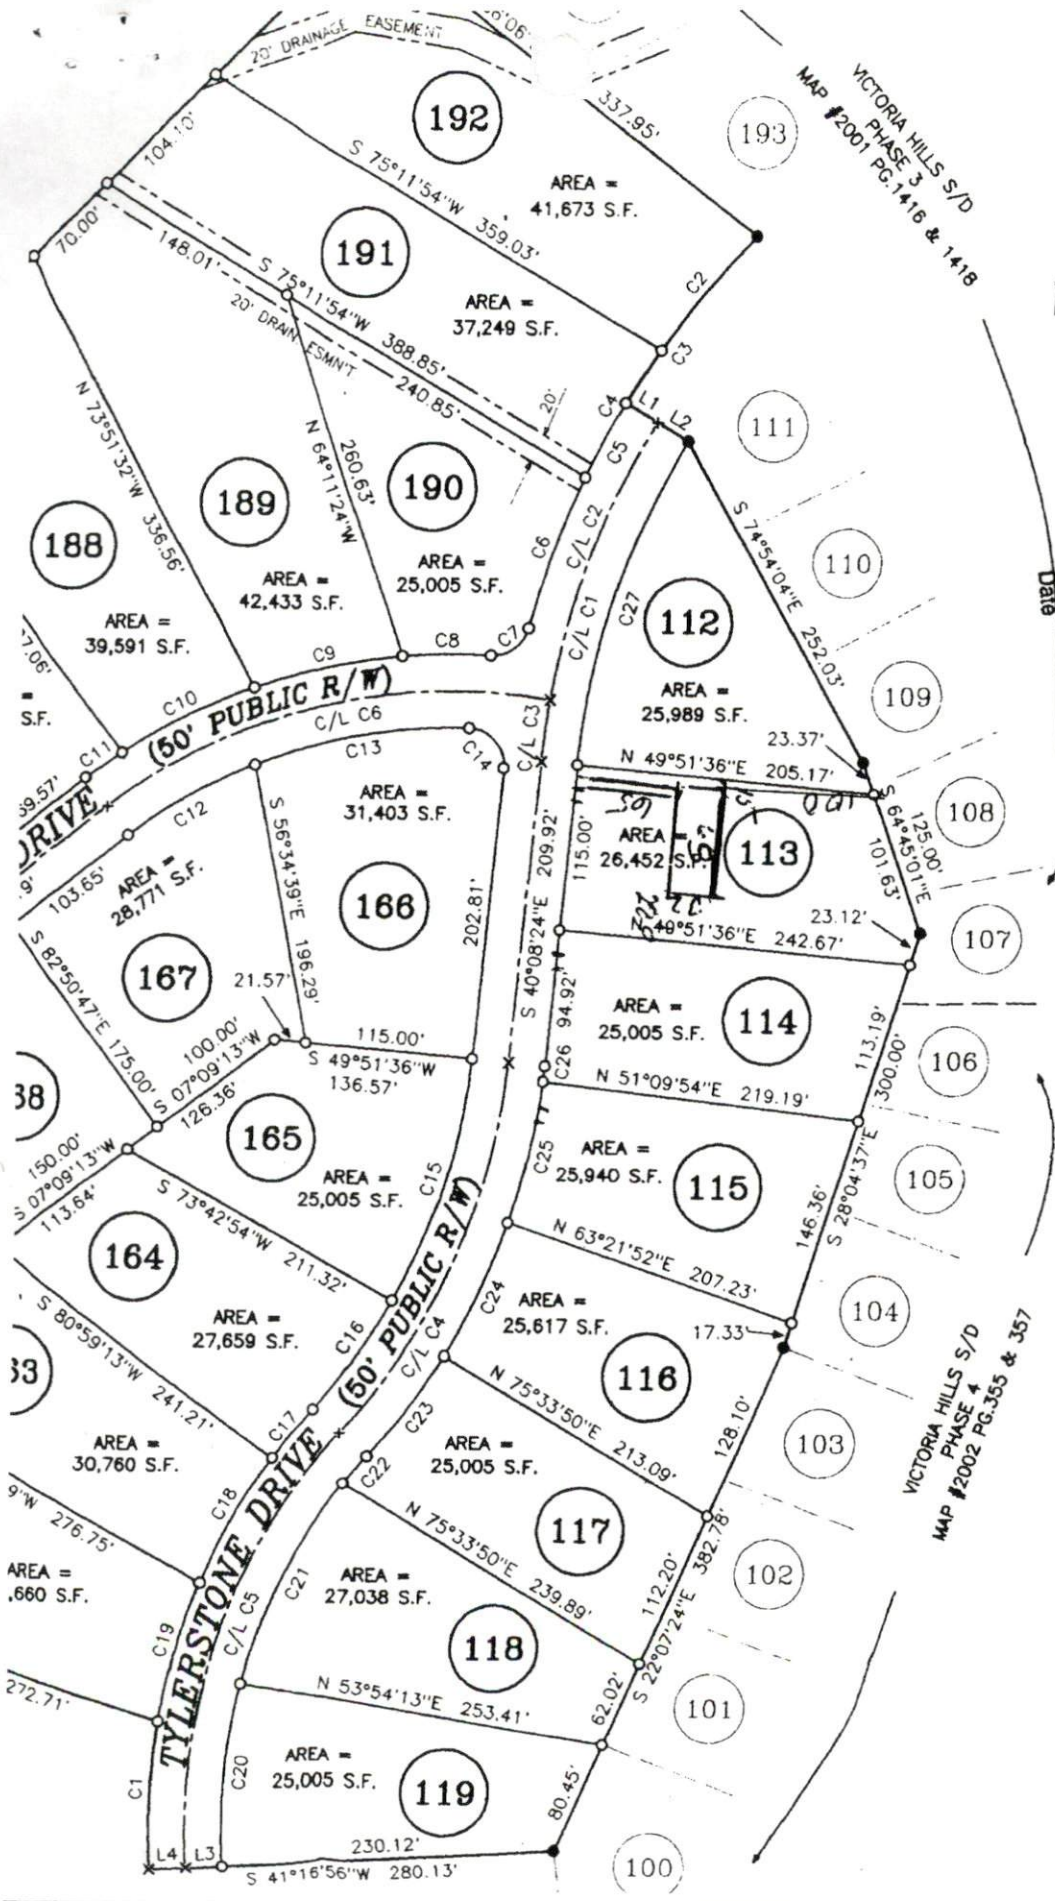 6'06"
20' DRAINAGE EASEMENT
192
AREA =
41,673 S.F.
337.95'
193
VICTORIA HILLS S/D
PHASE 3
MAP #2001 PG.1416 & 1418
104.10'
S 75°11'54"W 359.03'
70.00'
148.01'
191
AREA =
37,249 S.F.
C2
C3
S 75°11'54"W 388.85'
20' DRAIN. ESMN'T
240.85'
20'
C4
L1
L2
C5
111
N 73°51'32"W 336.56'
N 64°11'24"W
260.63'
188
AREA =
39,591 S.F.
189
AREA =
42,433 S.F.
190
AREA =
25,005 S.F.
C6
C/L C2
C/L C1
C27
S 74°54'04"E 252.03'
110
Date
112
AREA =
25,989 S.F.
109
7.06'
=
S.F.
C7
C8
C9
C10
C11
(50' PUBLIC R/W)
C/L C6
C/L C3
23.37'
N 49°51'36"E 205.17'
39.57'
DRIVE
9'
C12
C13
C14
65
15'
120
AREA =
31,403 S.F.
AREA =
26,452 S.F.
113
115.00'
S 64°45'01"E
125.00'
101.63'
108
103.65'
AREA =
28,771 S.F.
S 56°34'39"E 196.29'
166
202.81'
S 40°08'24"E 209.92'
N 49°51'36"E 242.67'
23.12'
107
167
S 82°50'47"E 175.00'
21.57'
100.00'
S 07°09'13"W
126.36'
115.00'
S 49°51'36"W
136.57'
94.92'
C26
AREA =
25,005 S.F.
114
113.19'
300.00'
106
N 51°09'54"E 219.19'
38
150.00'
S 07°09'13"W
113.64'
165
AREA =
25,005 S.F.
C15
C25
AREA =
25,940 S.F.
115
146.36'
S 28°04'37"E
105
S 73°42'54"W 211.32'
164
AREA =
27,659 S.F.
N 63°21'52"E 207.23'
104
C16
(50' PUBLIC R/W)
C/L C4
C24
AREA =
25,617 S.F.
17.33'
116
S 80°59'13"W 241.21'
63
N 75°33'50"E 213.09'
128.10'
103
VICTORIA HILLS S/D
PHASE 4
MAP #2002 PG.355 & 357
C17
C23
C22
AREA =
25,005 S.F.
117
AREA =
30,760 S.F.
9"W 276.75'
C18
TYLERSTONE DRIVE
N 75°33'50"E 239.89'
112.20'
S 22°07'24"E 382.78'
102
AREA =
,660 S.F.
C21
AREA =
27,038 S.F.
118
C19
C/L C5
272.71'
N 53°54'13"E 253.41'
62.02'
101
C1
C20
AREA =
25,005 S.F.
119
80.45'
L4
L3
230.12'
S 41°16'56"W 280.13'
100